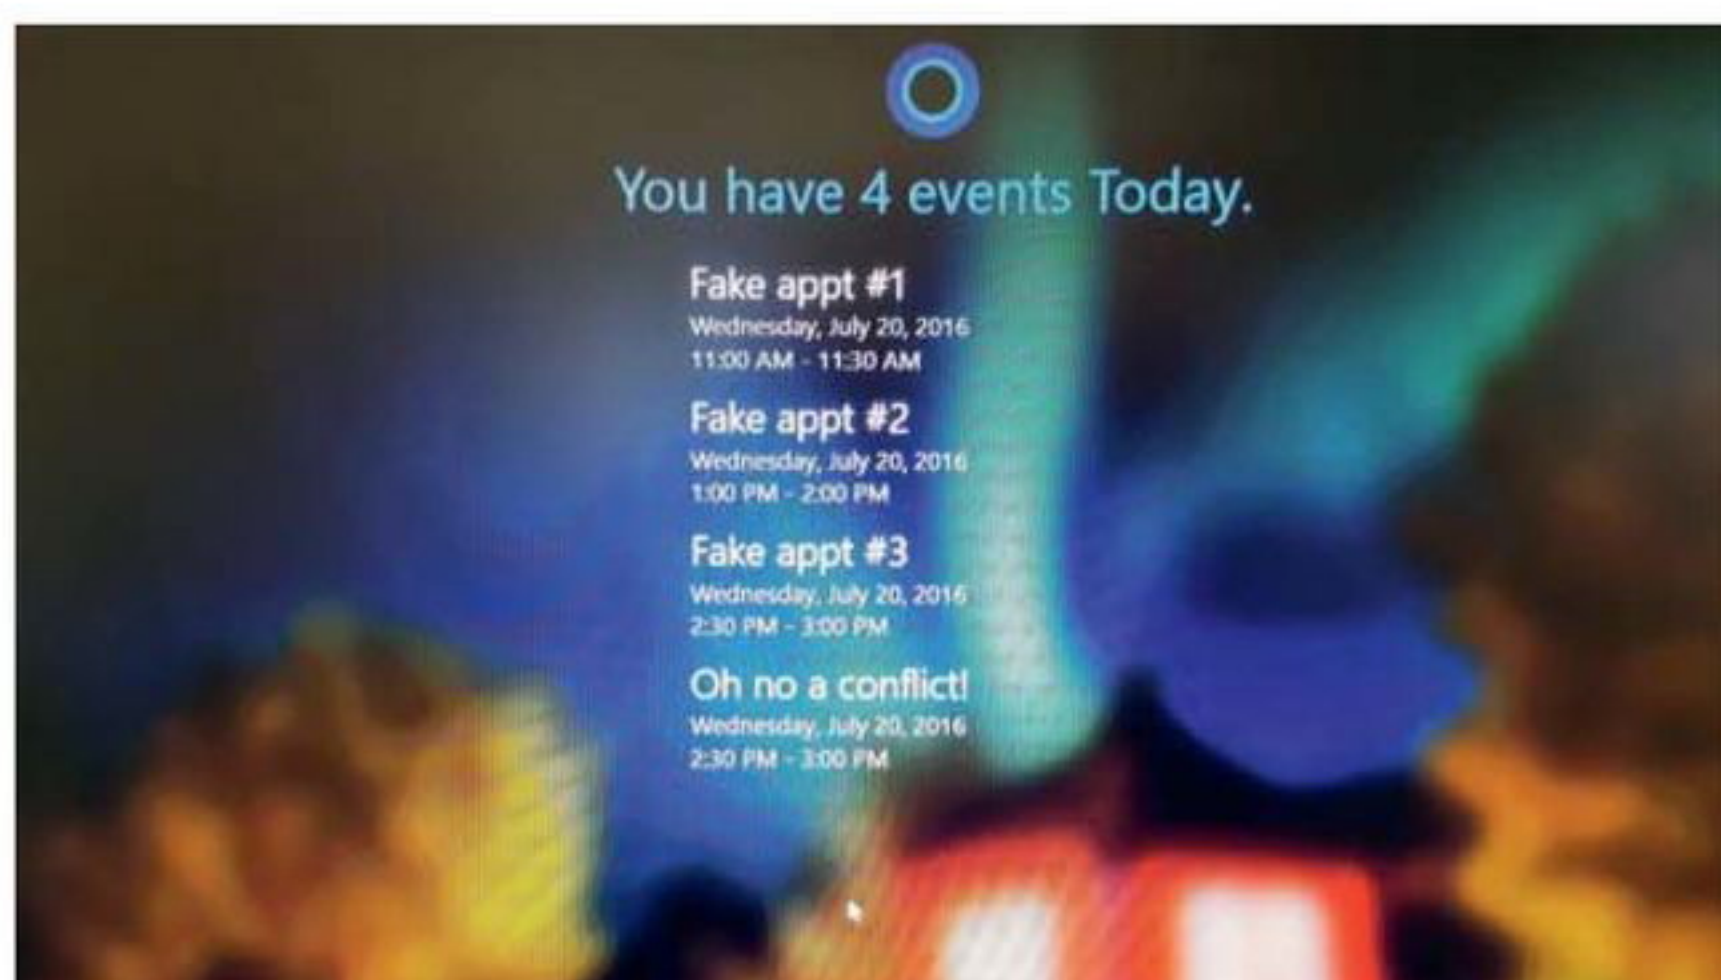 You have 4 events Today.
Fake appt #1
Wednesday, July 20, 2016
11:00 AM - 11:30 AM
Fake appt #2
Wednesday, July 20, 2016
1:00 PM - 2:00 PM
Fake appt #3
Wednesday, July 20, 2016
2:30 PM - 3:00 PM
Oh no a conflict!
Wednesday, July 20, 2016
2:30 PM - 3:00 PM